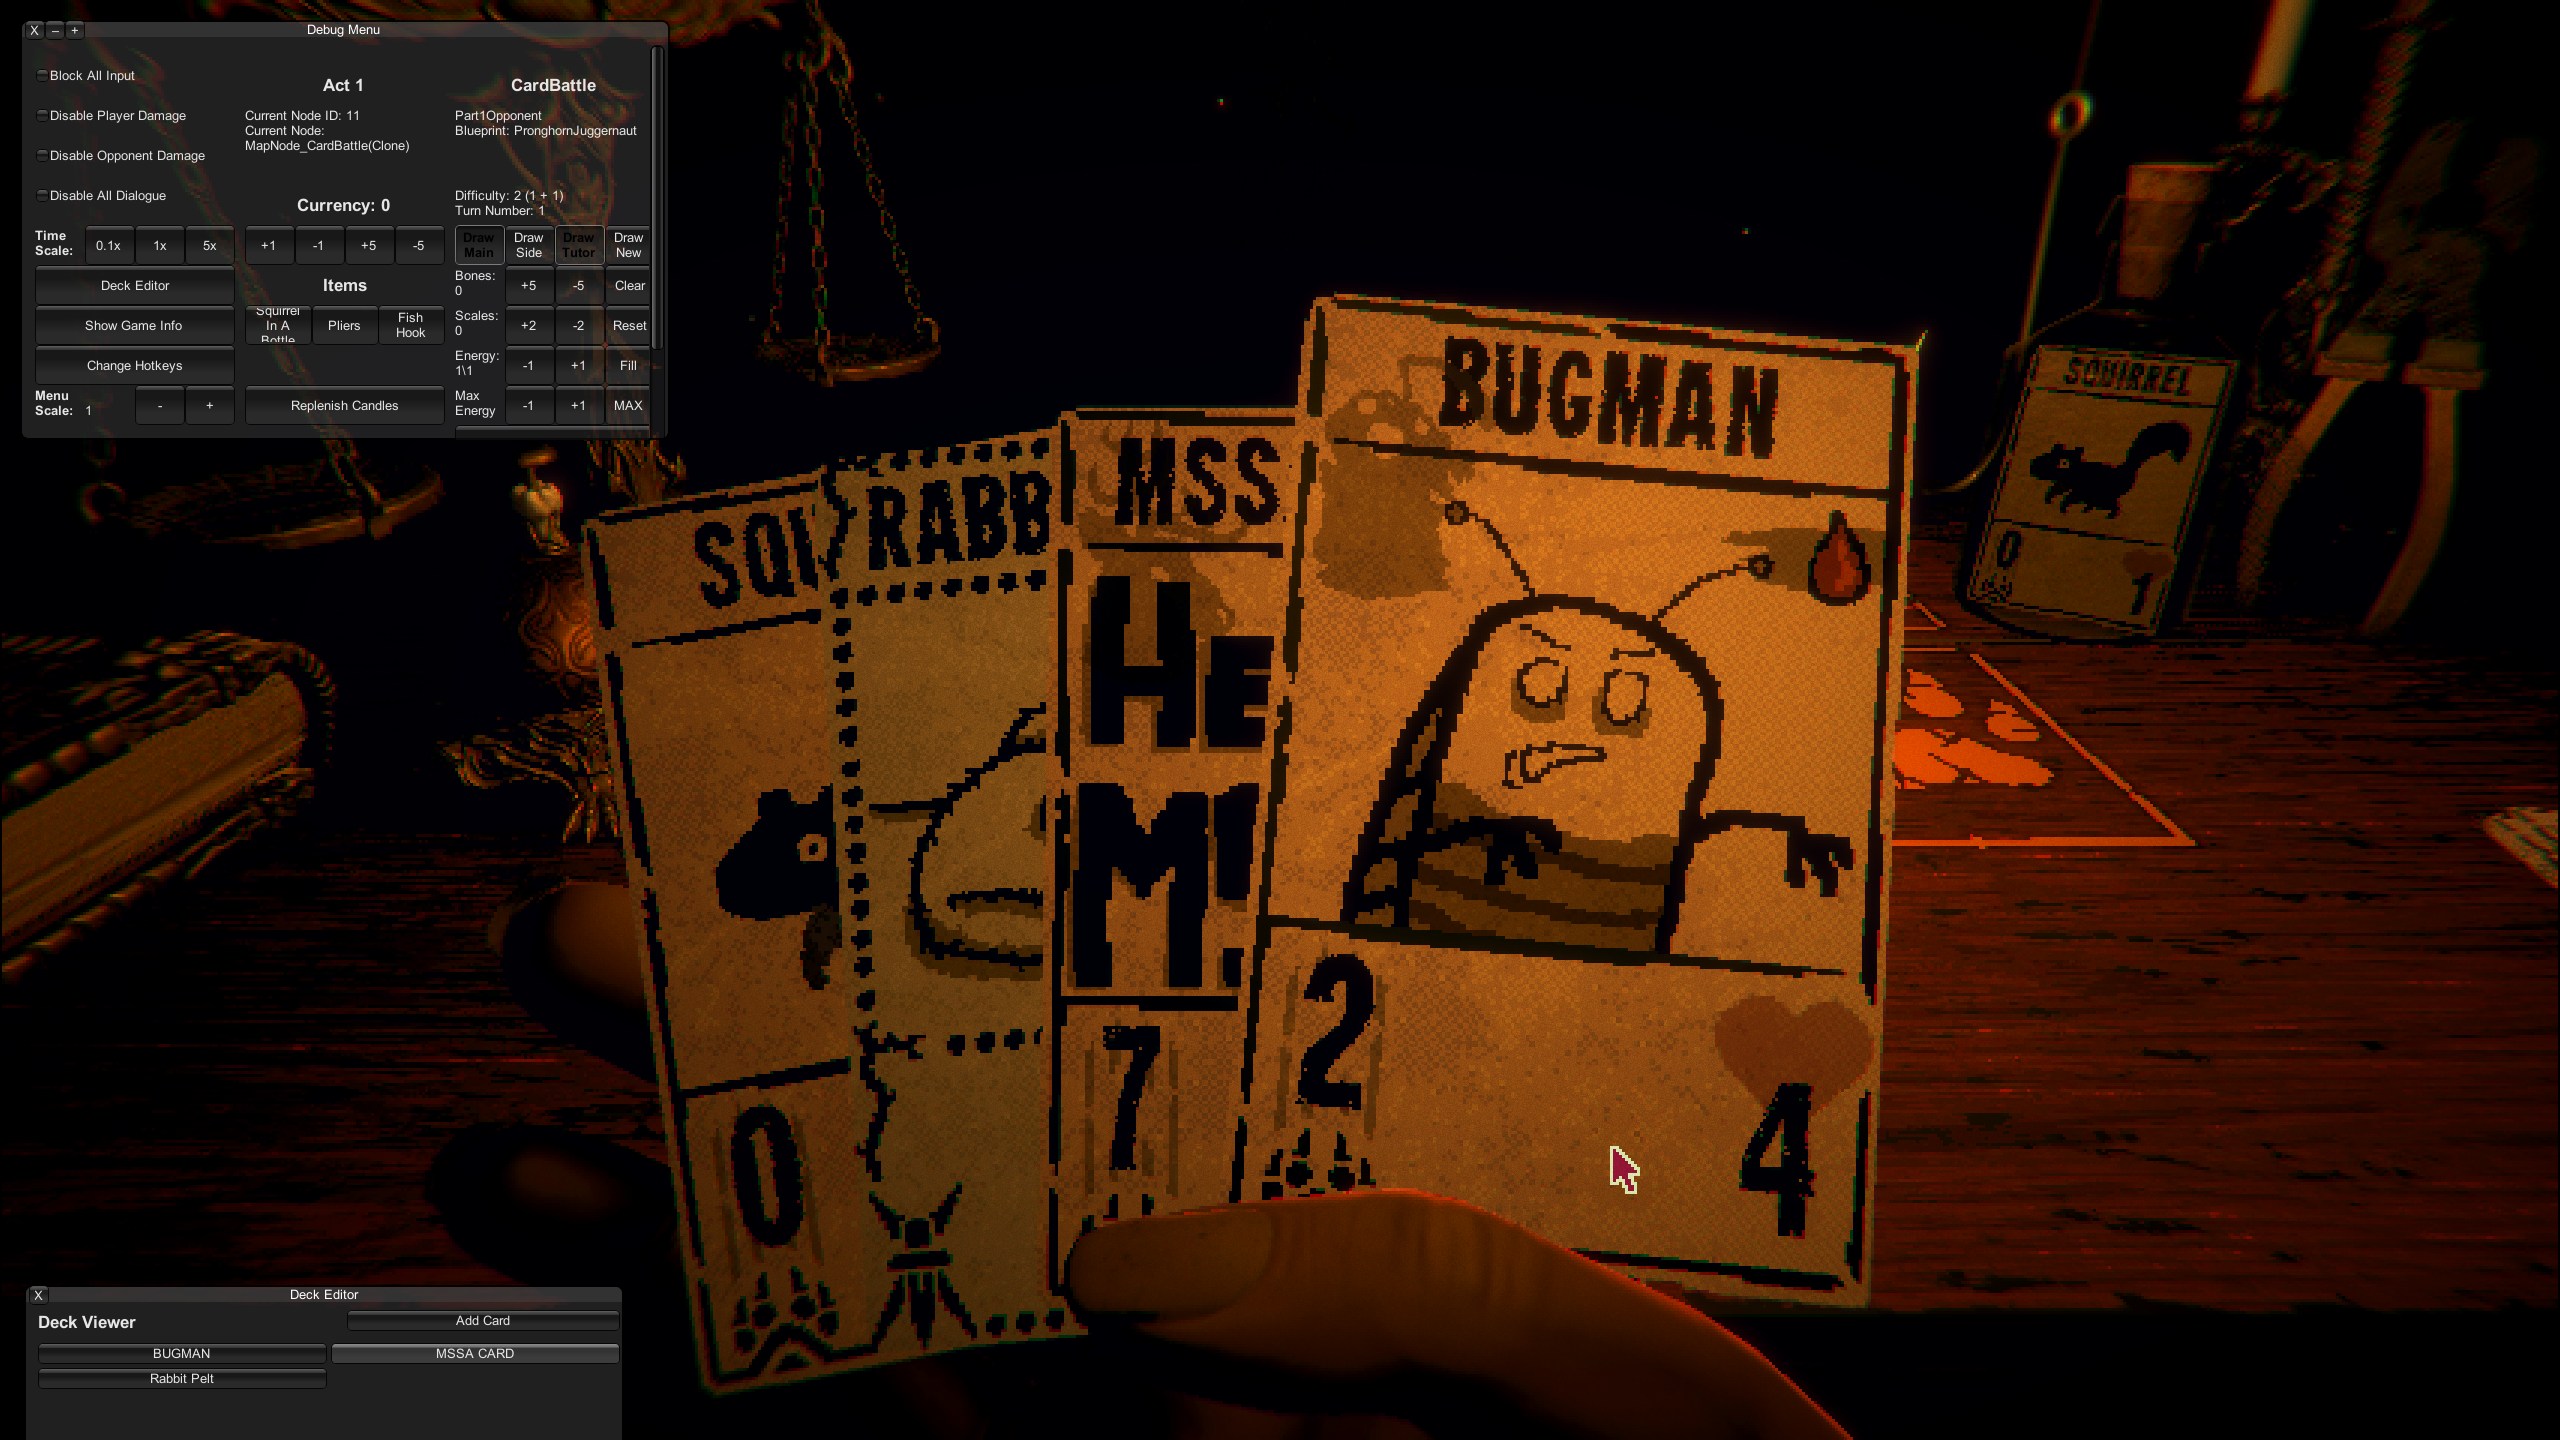 X – + Debug Menu
Block All Input
Disable Player Damage
Disable Opponent Damage
Disable All Dialogue
Time Scale: 0.1x 1x 5x
Deck Editor
Show Game Info
Change Hotkeys
Menu Scale: 1 - +
Act 1
Current Node ID: 11
Current Node:
MapNode_CardBattle(Clone)
Currency: 0
+1 -1 +5 -5
Items
Squirrel In A Bottle Pliers Fish Hook
Replenish Candles
CardBattle
Part1Opponent
Blueprint: PronghornJuggernaut
Difficulty: 2 (1 + 1)
Turn Number: 1
Draw Main Draw Side Draw Tutor Draw New
Bones: 0 +5 -5 Clear
Scales: 0 +2 -2 Reset
Energy: 1\1 -1 +1 Fill
Max Energy -1 +1 MAX
SQU
0
RABB
MSS
HE
M!
7
BUGMAN
2
4
SQUIRREL
0
1
X Deck Editor
Deck Viewer Add Card
BUGMAN MSSA CARD
Rabbit Pelt